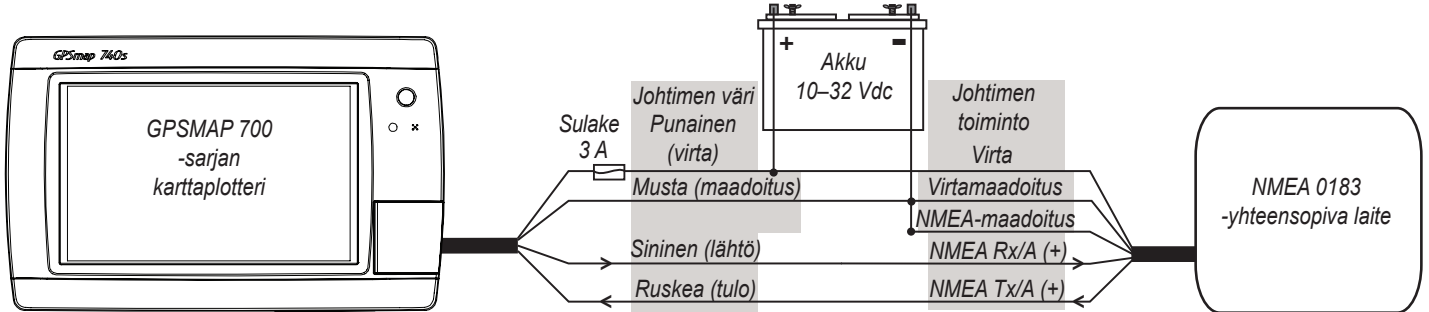 GPSmap 740s
GPSMAP 700
-sarjan
karttaplotteri
Sulake
3 A
Johtimen väri
Punainen
(virta)
Musta (maadoitus)
Sininen (lähtö)
Ruskea (tulo)
+ -
Akku
10–32 Vdc
Johtimen
toiminto
Virta
Virtamaadoitus
NMEA-maadoitus
NMEA Rx/A (+)
NMEA Tx/A (+)
NMEA 0183
-yhteensopiva laite